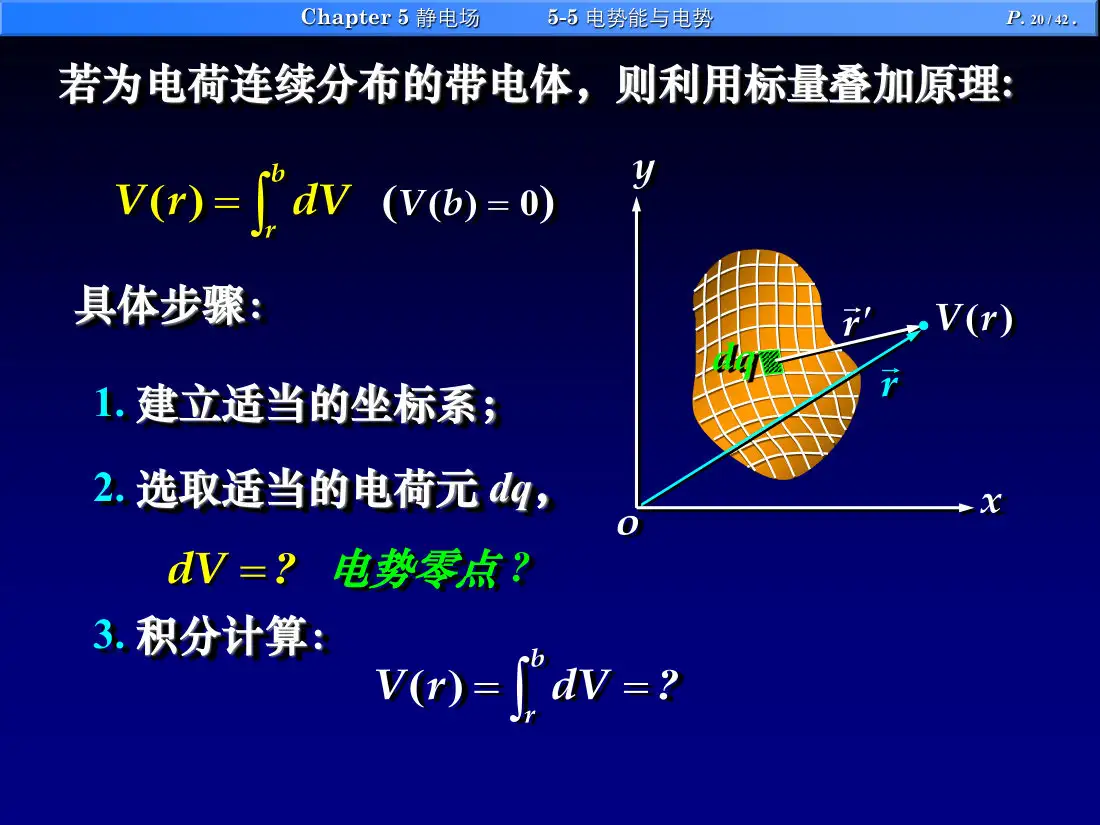 Chapter 5 静电场 5-5 电势能与电势 P. 20 / 42 .
若为电荷连续分布的带电体，则利用标量叠加原理:
V(r) = ∫_r^b dV (V(b) = 0)
具体步骤：
1. 建立适当的坐标系；
2. 选取适当的电荷元 dq，
dV = ? 电势零点？
3. 积分计算：
V(r) = ∫_r^b dV = ?
y
r⃗′
V(r)
dq
r⃗
x
o